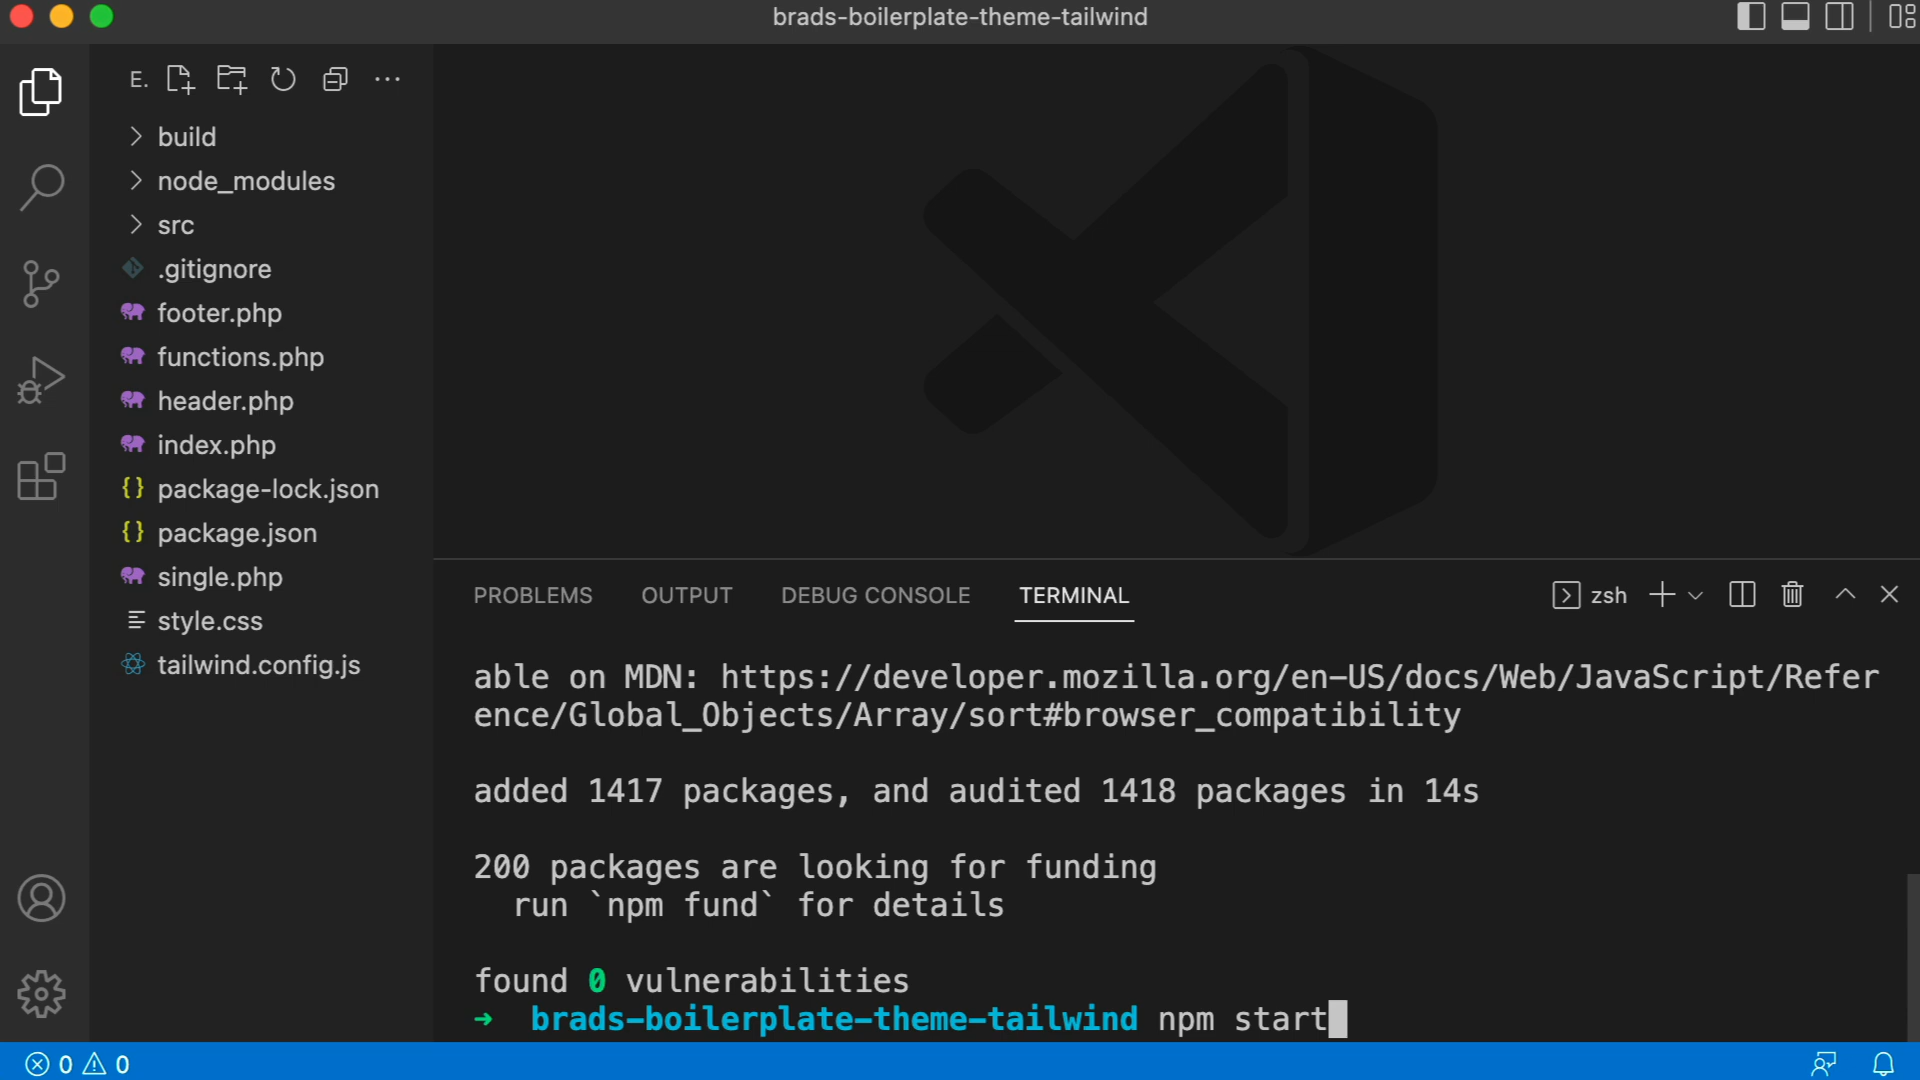 brads-boilerplate-theme-tailwind
E.
build
node_modules
src
.gitignore
footer.php
functions.php
header.php
index.php
package-lock.json
package.json
single.php
style.css
tailwind.config.js
PROBLEMS OUTPUT DEBUG CONSOLE TERMINAL zsh
able on MDN: https://developer.mozilla.org/en-US/docs/Web/JavaScript/Refer
ence/Global_Objects/Array/sort#browser_compatibility
added 1417 packages, and audited 1418 packages in 14s
200 packages are looking for funding
run `npm fund` for details
found 0 vulnerabilities
➜ brads-boilerplate-theme-tailwind npm start
0 0